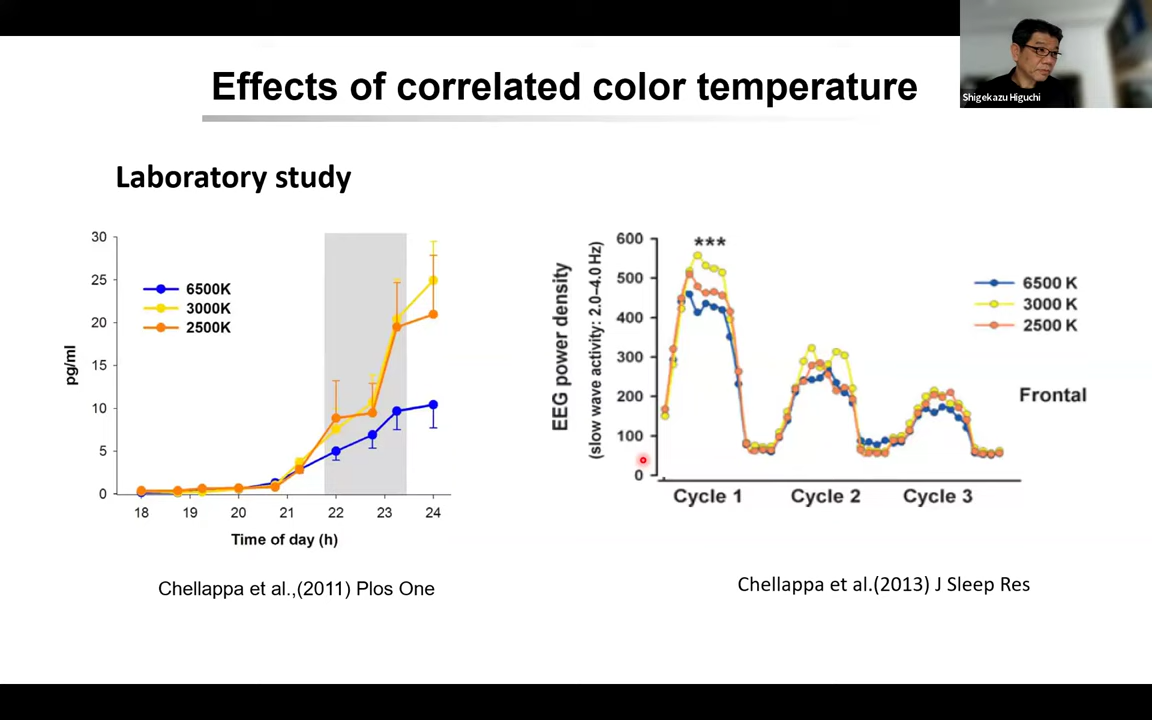 Effects of correlated color temperature
Shigekazu Higuchi
Laboratory study
30
25
20
15
10
5
0
pg/ml
6500K
3000K
2500K
18 19 20 21 22 23 24
Time of day (h)
Chellappa et al.,(2011) Plos One
EEG power density
(slow wave activity: 2.0–4.0 Hz)
600
500
400
300
200
100
0
***
6500 K
3000 K
2500 K
Frontal
Cycle 1 Cycle 2 Cycle 3
Chellappa et al.(2013) J Sleep Res